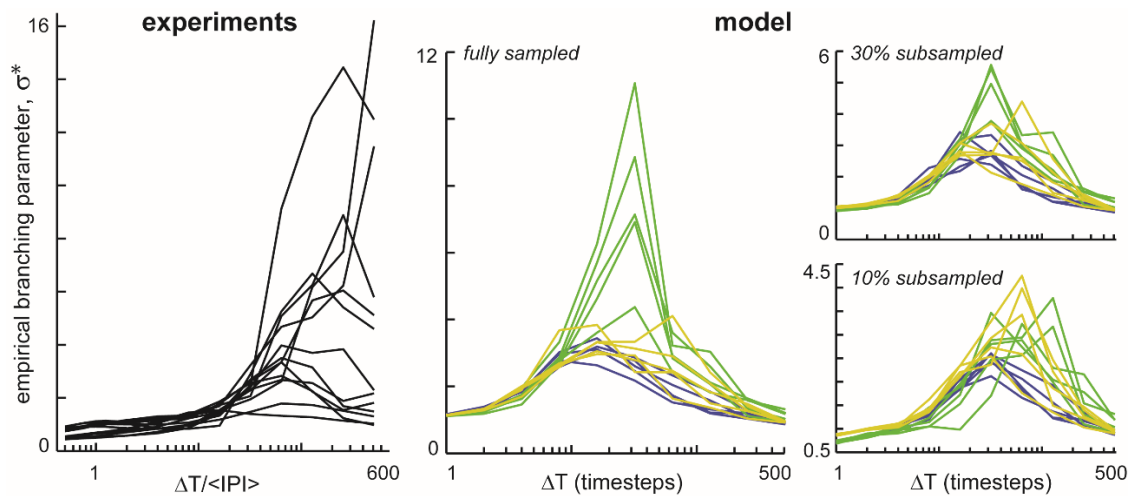 experiments
model
empirical branching parameter, σ*
16
0
1
600
ΔT/<IPI>
fully sampled
12
0
1
500
ΔT (timesteps)
30% subsampled
6
0
10% subsampled
4.5
0.5
1
500
ΔT (timesteps)